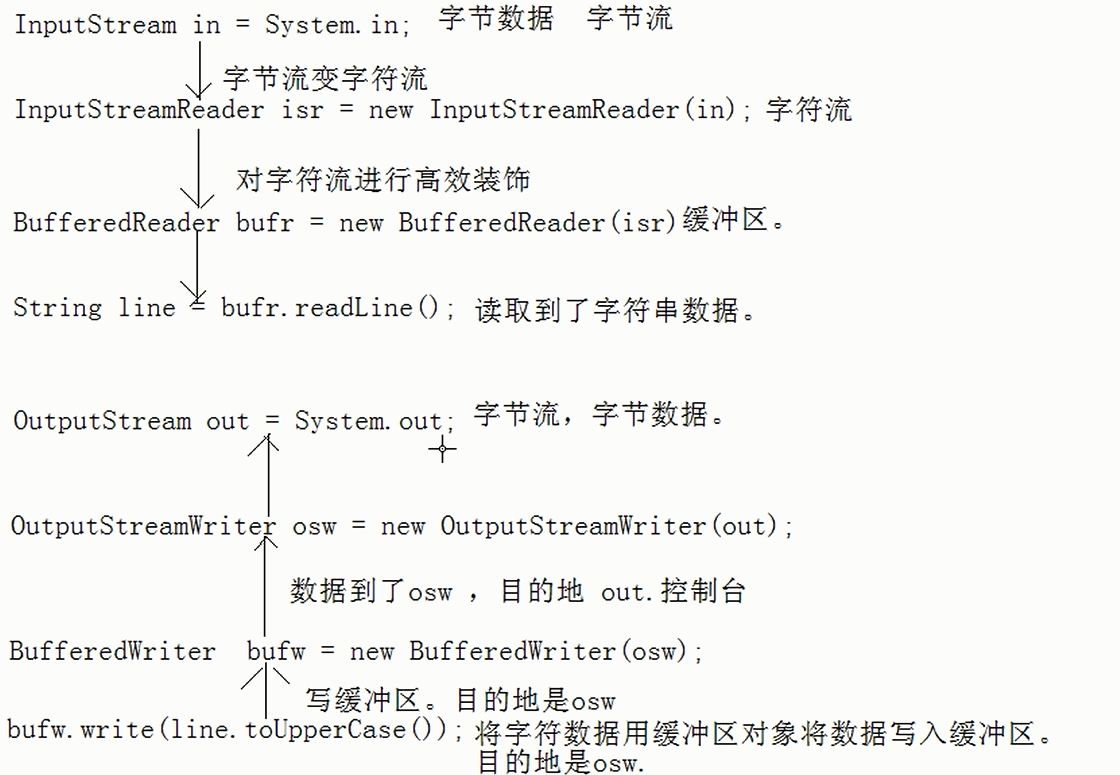 InputStream in = System.in; 字节数据 字节流
字节流变字符流
InputStreamReader isr = new InputStreamReader(in); 字符流
对字符流进行高效装饰
BufferedReader bufr = new BufferedReader(isr)缓冲区。
String line = bufr.readLine(); 读取到了字符串数据。
OutputStream out = System.out; 字节流，字节数据。
OutputStreamWriter osw = new OutputStreamWriter(out);
数据到了osw ，目的地 out.控制台
BufferedWriter bufw = new BufferedWriter(osw);
写缓冲区。目的地是osw
bufw.write(line.toUpperCase()); 将字符数据用缓冲区对象将数据写入缓冲区。
目的地是osw.